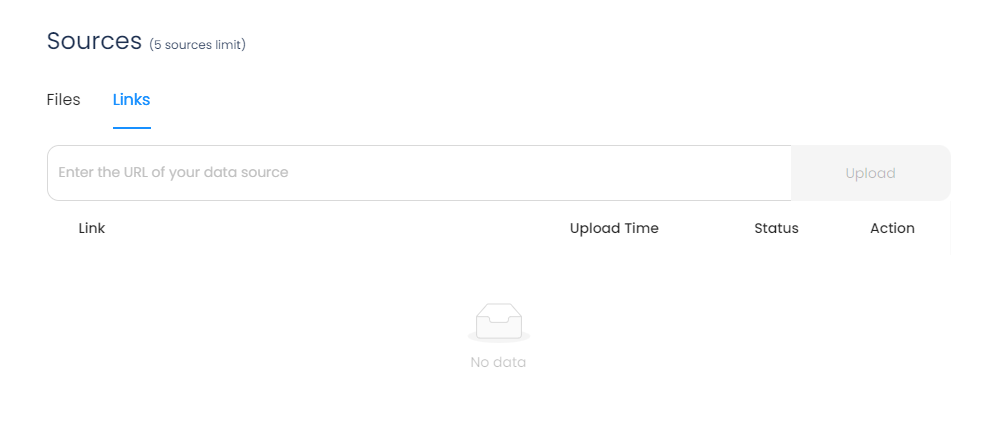 Sources (5 sources limit)
Files Links
Enter the URL of your data source Upload
Link Upload Time Status Action
No data